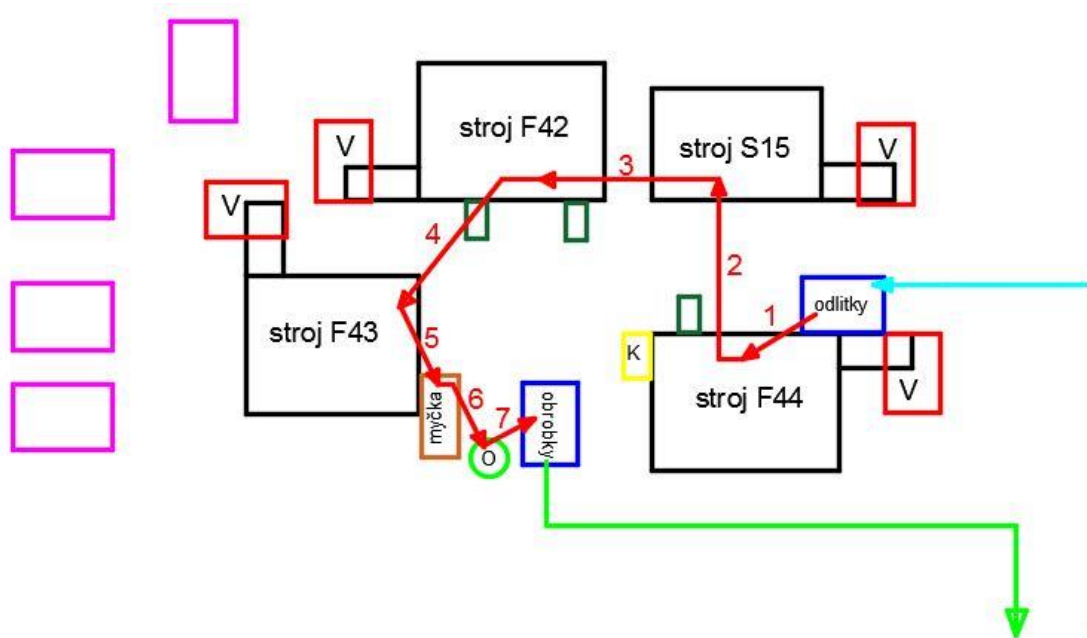 stroj F42
stroj S15
V
V
V
3
4
2
odlitky
1
stroj F43
5
K
stroj F44
V
myčka
6
7
obrobky
O